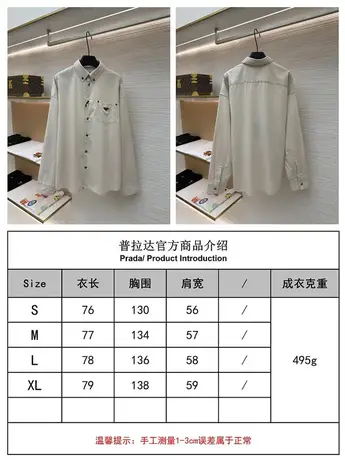 普拉达官方商品介绍
Prada/ Product Introduction
Size 衣长 胸围 肩宽 / 成衣克重
S 76 130 56 /
M 77 134 57 /
L 78 136 58 /
XL 79 138 59 /
495g
温馨提示：手工测量1-3cm误差属于正常